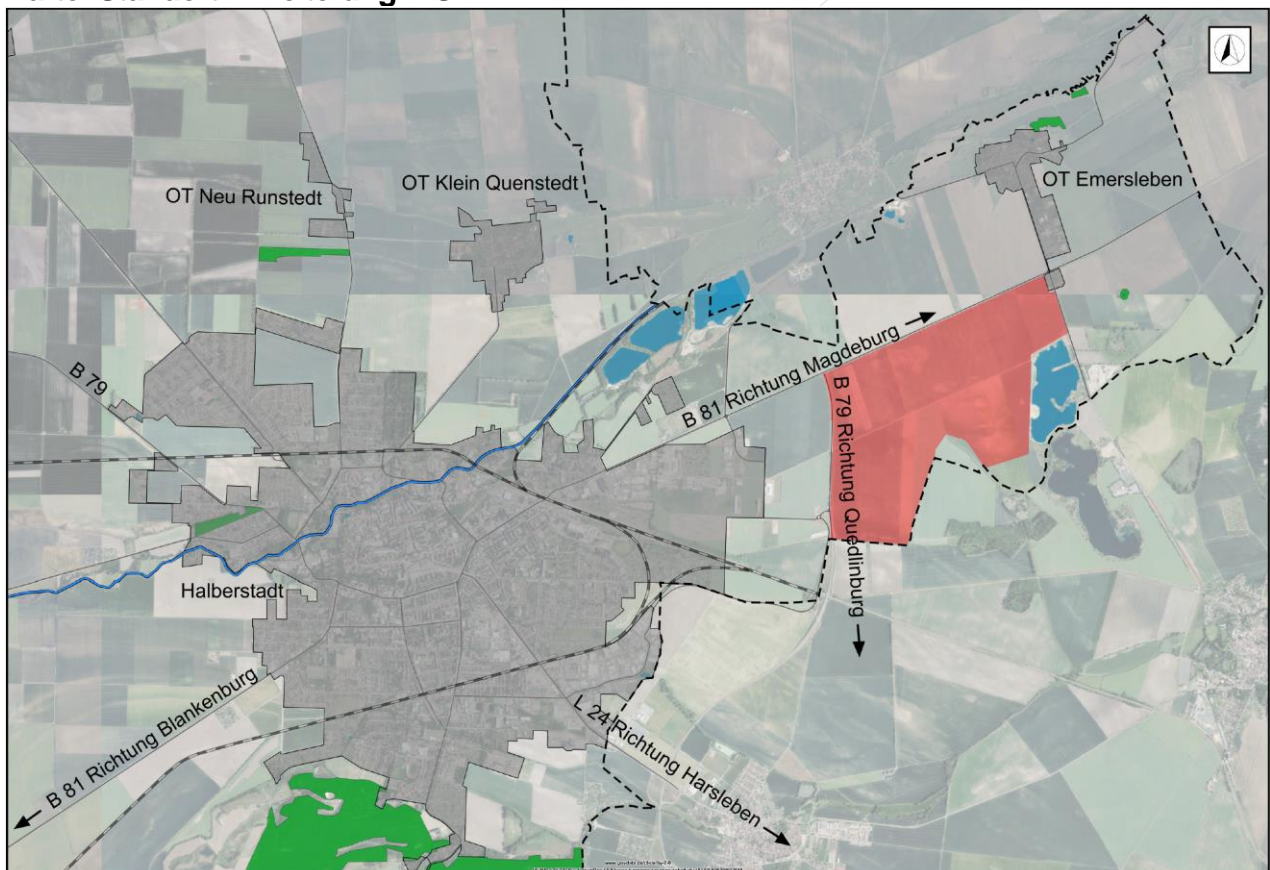 OT Neu Runstedt
OT Klein Quenstedt
OT Emersleben
B 79
B 81 Richtung Magdeburg
B 79 Richtung Quedlinburg
Halberstadt
B 81 Richtung Blankenburg
L 24 Richtung Harsleben